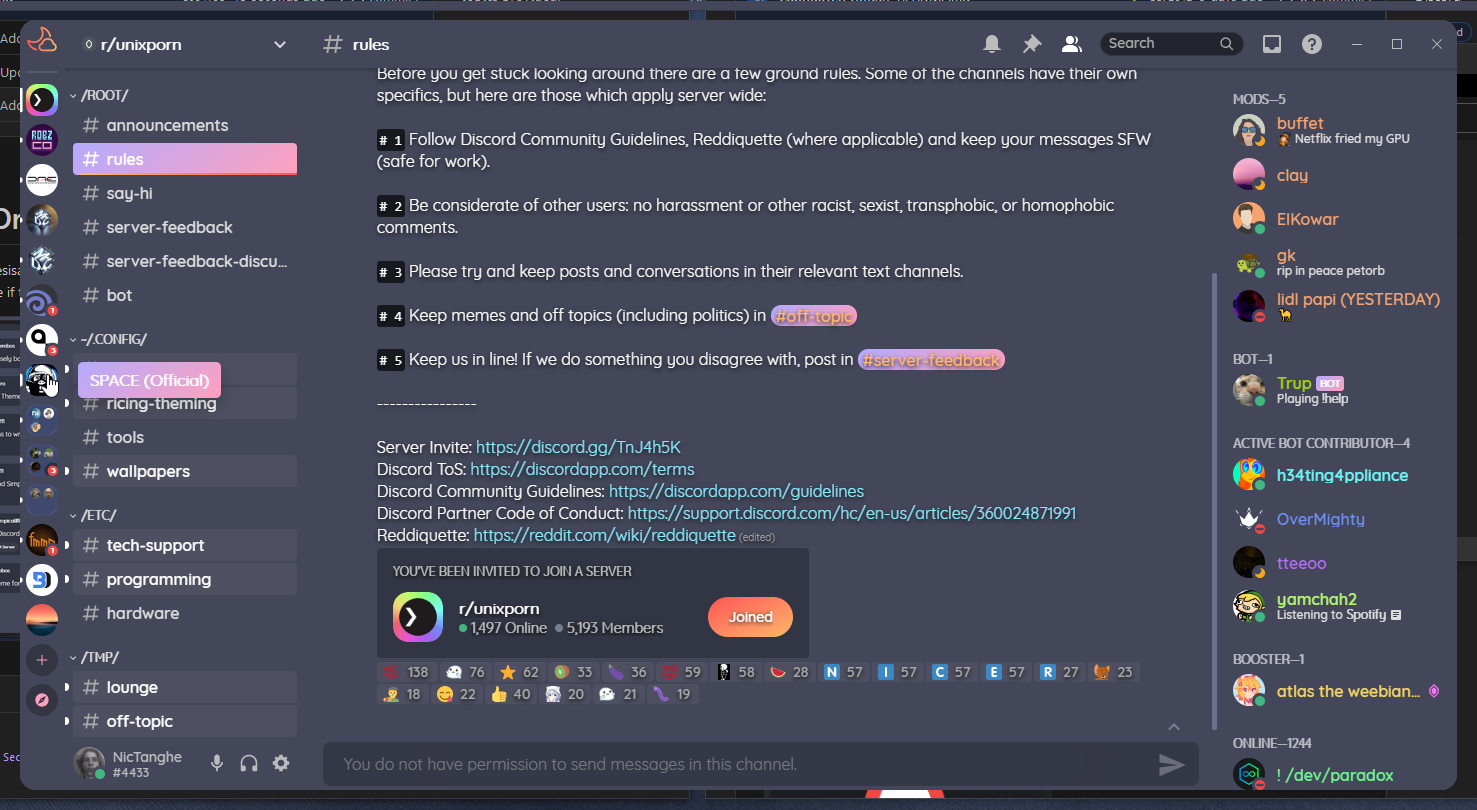 r/unixporn
rules
Search
/ROOT/
announcements
rules
say-hi
server-feedback
server-feedback-discu...
bot
~/.CONFIG/
SPACE (Official)
ricing-theming
tools
wallpapers
/ETC/
tech-support
programming
hardware
/TMP/
lounge
off-topic
NicTanghe
#4433
ROBZ
CO
1
3
3
1
Before you get stuck looking around there are a few ground rules. Some of the channels have their own
specifics, but here are those which apply server wide:
# 1 Follow Discord Community Guidelines, Reddiquette (where applicable) and keep your messages SFW
(safe for work).
# 2 Be considerate of other users: no harassment or other racist, sexist, transphobic, or homophobic
comments.
# 3 Please try and keep posts and conversations in their relevant text channels.
# 4 Keep memes and off topics (including politics) in #off-topic
# 5 Keep us in line! If we do something you disagree with, post in #server-feedback
----------------
Server Invite: https://discord.gg/TnJ4h5K
Discord ToS: https://discordapp.com/terms
Discord Community Guidelines: https://discordapp.com/guidelines
Discord Partner Code of Conduct: https://support.discord.com/hc/en-us/articles/360024871991
Reddiquette: https://reddit.com/wiki/reddiquette (edited)
YOU'VE BEEN INVITED TO JOIN A SERVER
r/unixporn
1,497 Online 5,193 Members
Joined
138 76 62 33 36 59 58 28 N 57 I 57 C 57 E 57 R 27 23
18 22 40 20 21 19
You do not have permission to send messages in this channel.
MODS—5
buffet
Netflix fried my GPU
clay
ElKowar
gk
rip in peace petorb
lidl papi (YESTERDAY)
BOT—1
Trup BOT
Playing !help
ACTIVE BOT CONTRIBUTOR—4
h34ting4ppliance
OverMighty
tteeoo
yamchah2
Listening to Spotify
BOOSTER—1
atlas the weebian...
ONLINE—1244
! /dev/paradox